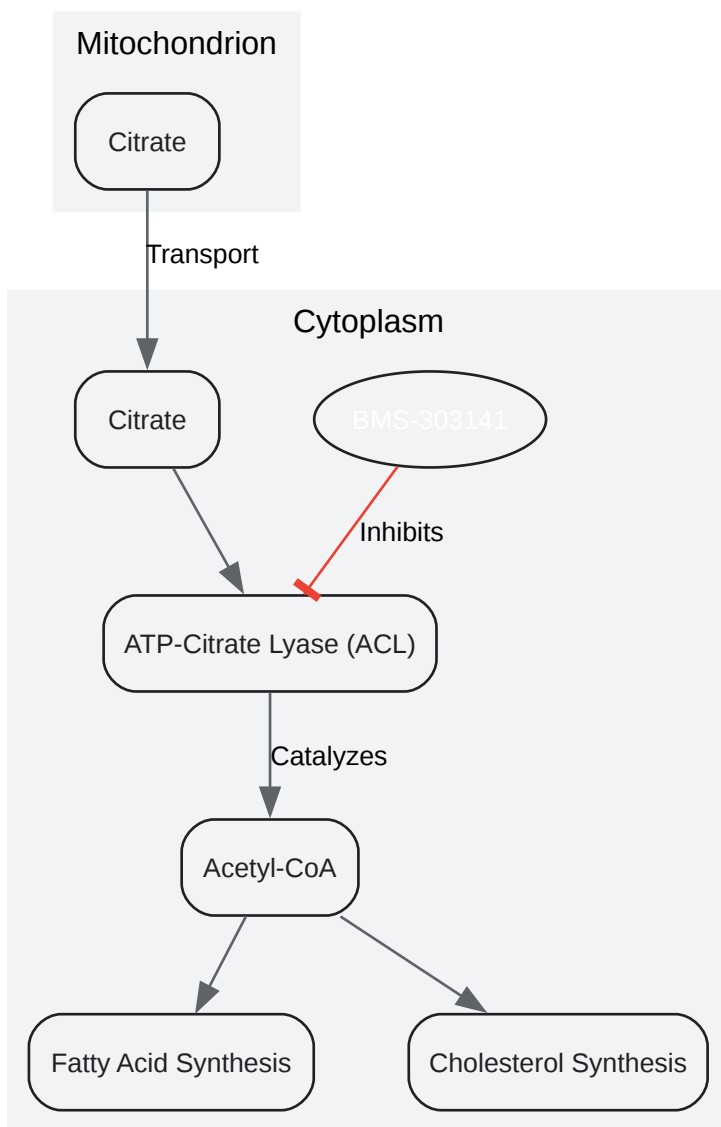 Mitochondrion
Citrate
Transport
Cytoplasm
Citrate
BMS-303141
Inhibits
ATP-Citrate Lyase (ACL)
Catalyzes
Acetyl-CoA
Fatty Acid Synthesis
Cholesterol Synthesis